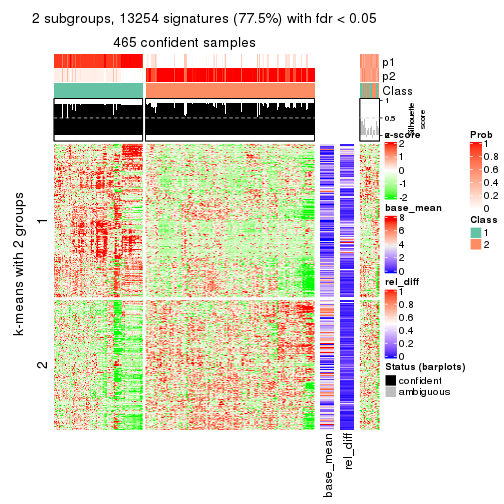 2 subgroups, 13254 signatures (77.5%) with fdr < 0.05
465 confident samples
p1
p2
Class
1
0.5
0
Silhouette
score
k-means with 2 groups
1
2
base_mean
rel_diff
z-score
2
1
0
-1
-2
base_mean
8
6
4
2
0
rel_diff
1
0.8
0.6
0.4
0.2
0
Status (barplots)
confident
ambiguous
Prob
1
0.8
0.6
0.4
0.2
0
Class
1
2